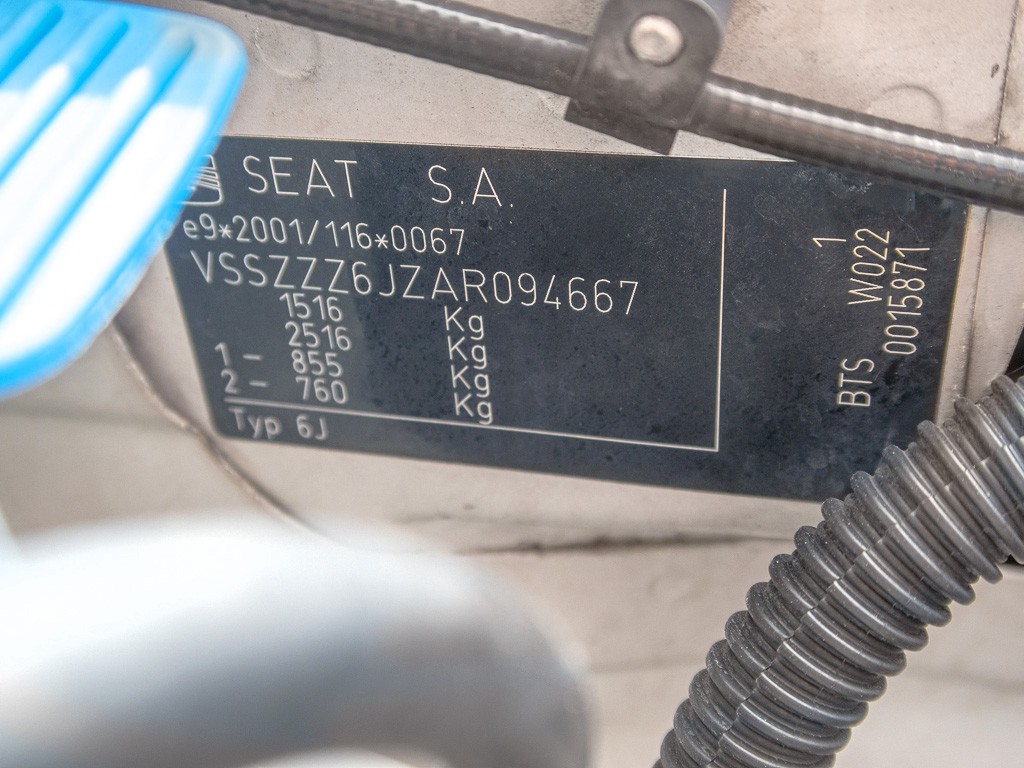 SEAT S.A.
e9*2001/116*0067
VSSZZZ6JZAR094667
1516 Kg
2516 Kg
1 - 855 Kg
2 - 760 Kg
Typ 6J
1
BTS W022
0015871